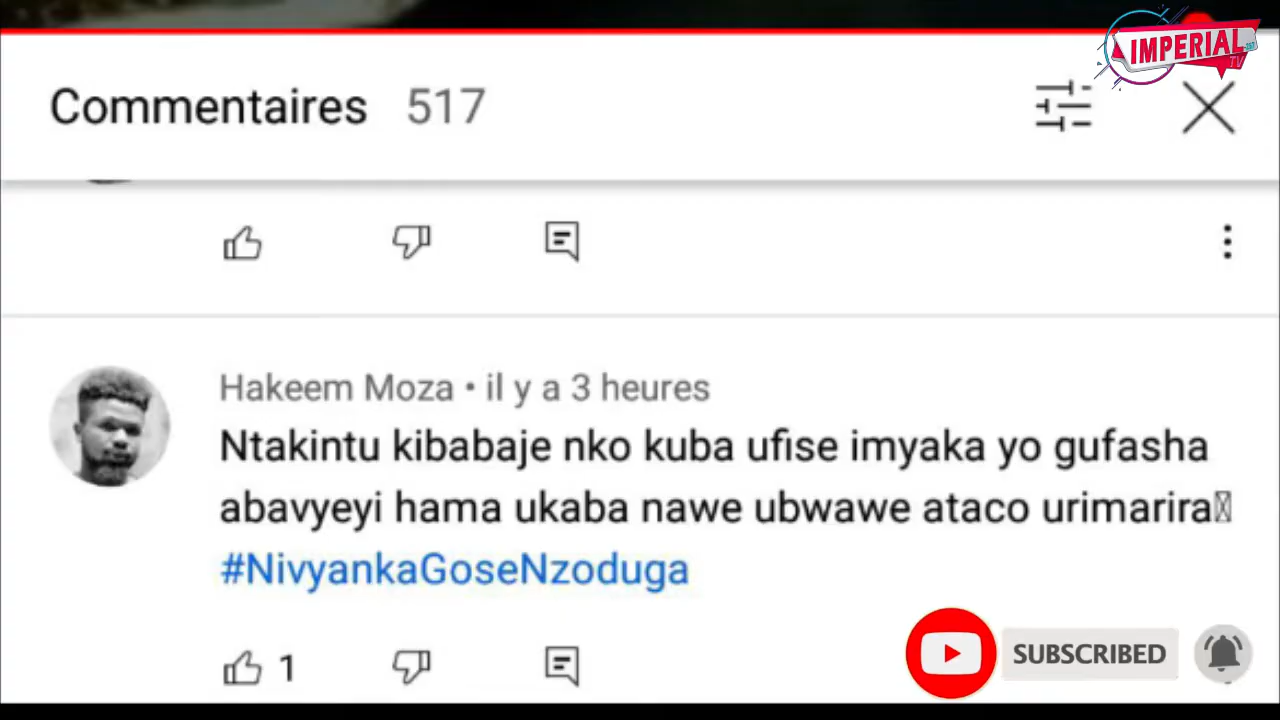 IMPERIAL
TV
Commentaires 517
Hakeem Moza • il y a 3 heures
Ntakintu kibabaje nko kuba ufise imyaka yo gufasha
abavyeyi hama ukaba nawe ubwawe ataco urimarira
#NivyankaGoseNzoduga
1
SUBSCRIBED